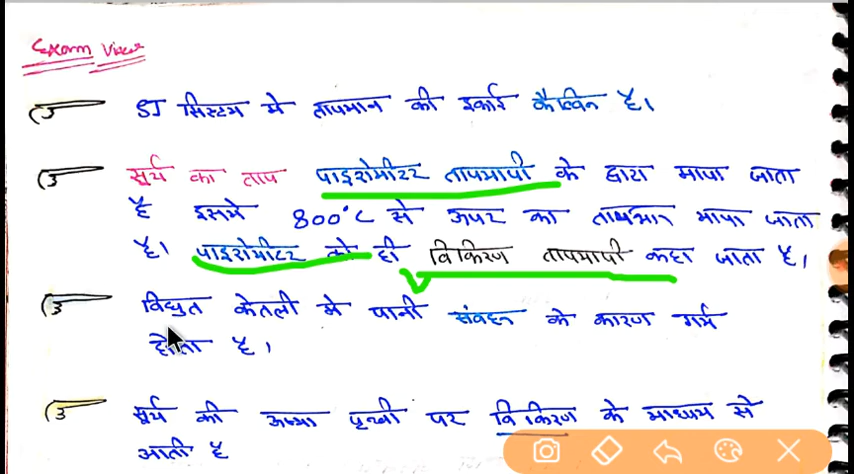 Exam View
SI सिस्टम मे तापमान की इकाई कैल्विन है।
सूर्य का ताप पाइरोमीटर तापमापी के द्वारा मापा जाता
है इसमे 800°C से ऊपर का तापमान मापा जाता
है। पाइरोमीटर को ही विकिरण तापमापी कहा जाता है।
विद्युत केतली मे पानी संवहन के कारण गर्म
होता है।
सूर्य की ऊष्मा पृथ्वी पर विकिरण के माध्यम से
आती है